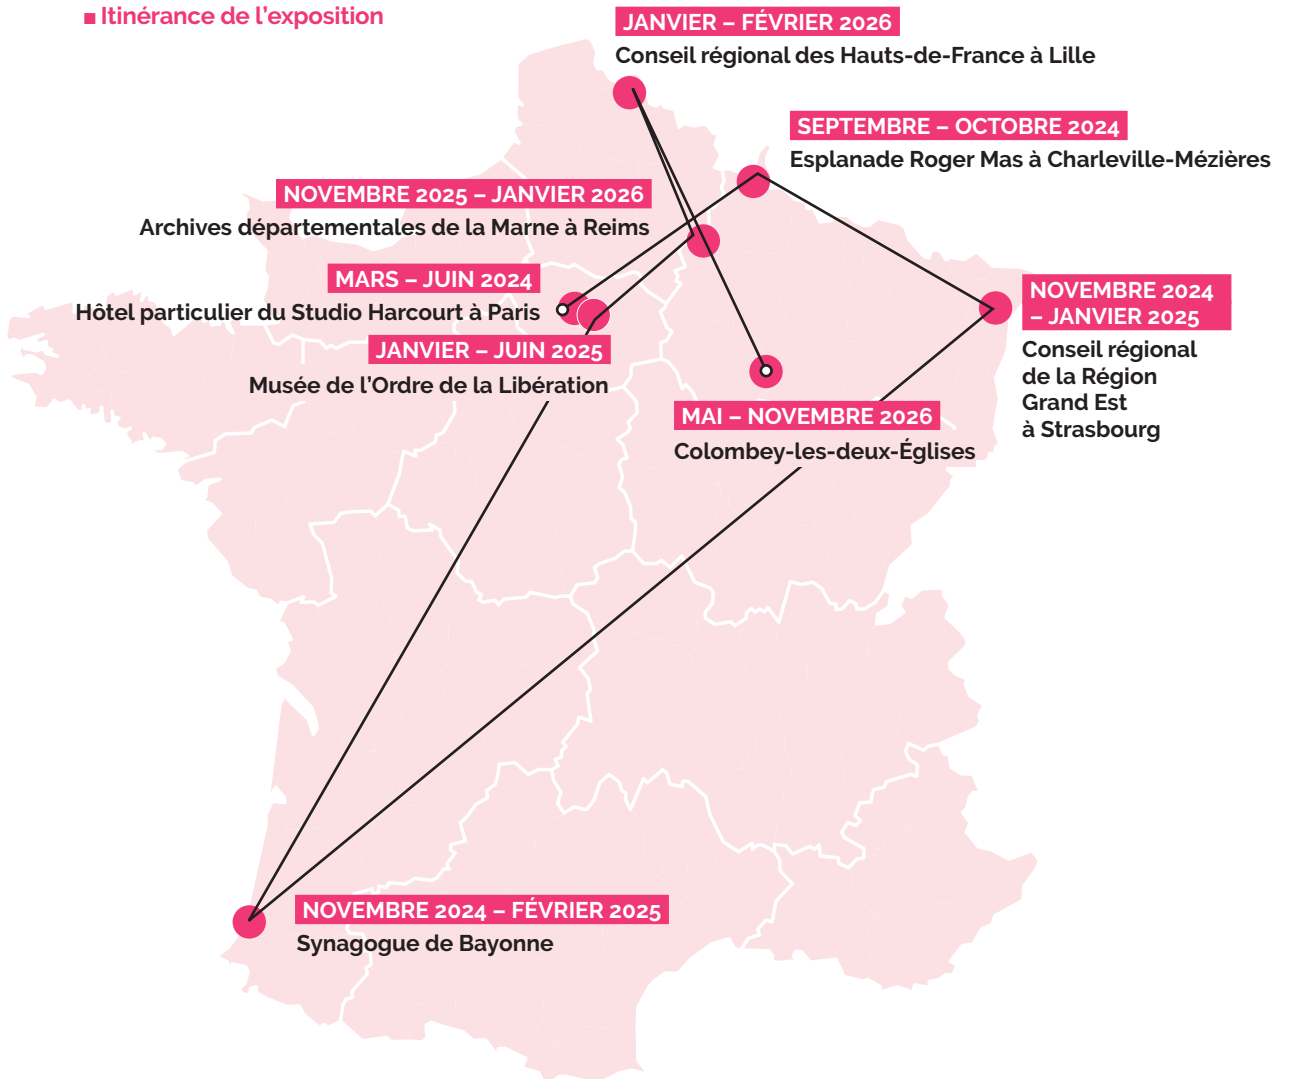 ▪ Itinérance de l'exposition
JANVIER – FÉVRIER 2026
Conseil régional des Hauts-de-France à Lille
SEPTEMBRE – OCTOBRE 2024
Esplanade Roger Mas à Charleville-Mézières
NOVEMBRE 2025 – JANVIER 2026
Archives départementales de la Marne à Reims
MARS – JUIN 2024
Hôtel particulier du Studio Harcourt à Paris
JANVIER – JUIN 2025
Musée de l'Ordre de la Libération
NOVEMBRE 2024
– JANVIER 2025
Conseil régional
de la Région
Grand Est
à Strasbourg
MAI – NOVEMBRE 2026
Colombey-les-deux-Églises
NOVEMBRE 2024 – FÉVRIER 2025
Synagogue de Bayonne